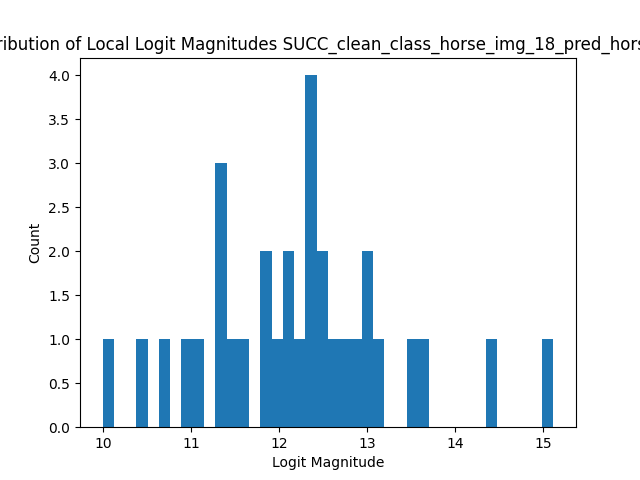 ribution of Local Logit Magnitudes SUCC_clean_class_horse_img_18_pred_hors
4.0
3.5
3.0
2.5
2.0
1.5
1.0
0.5
0.0
Count
10 11 12 13 14 15
Logit Magnitude